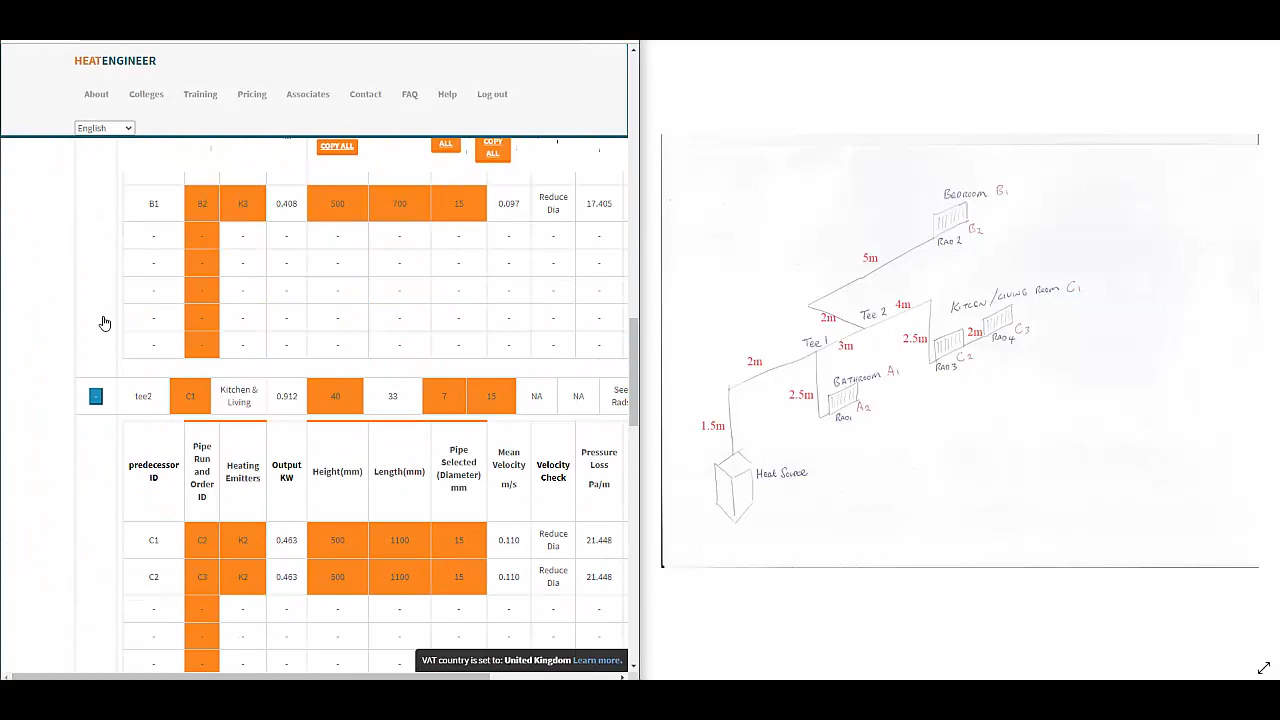 HEATENGINEER
About Colleges Training Pricing Associates Contact FAQ Help Log out
English
COPY ALL
ALL
COPY
ALL
B1 B2 K2 0.408 500 700 15 0.097 Reduce Dia 17.405
- - - - - - - - - -
- - - - - - - - - -
- - - - - - - - - -
- - - - - - - - - -
- - - - - - - - - -
- tee2 C1 Kitchen & Living 0.912 40 33 7 15 NA NA See Rads
predecessor ID Pipe Run and Order ID Heating Emitters Output KW Height(mm) Length(mm) Pipe Selected (Diameter) mm Mean Velocity m/s Velocity Check Pressure Loss Pa/m
C1 C2 K2 0.463 500 1100 15 0.110 Reduce Dia 21.448
C2 C3 K2 0.463 500 1100 15 0.110 Reduce Dia 21.448
- - - - - - - - - -
- - - - - - - - - -
VAT country is set to: United Kingdom Learn more.
BEDROOM B1
B2
RAD 2
5m
2m
Tee 2
4m
KITCEN/LIVING ROOM C1
Tee 1
3m
2.5m
2m
RAD 4
C3
RAD 3
C2
2m
BATHROOM A1
2.5m
A2
RAD 1
1.5m
Heat Source